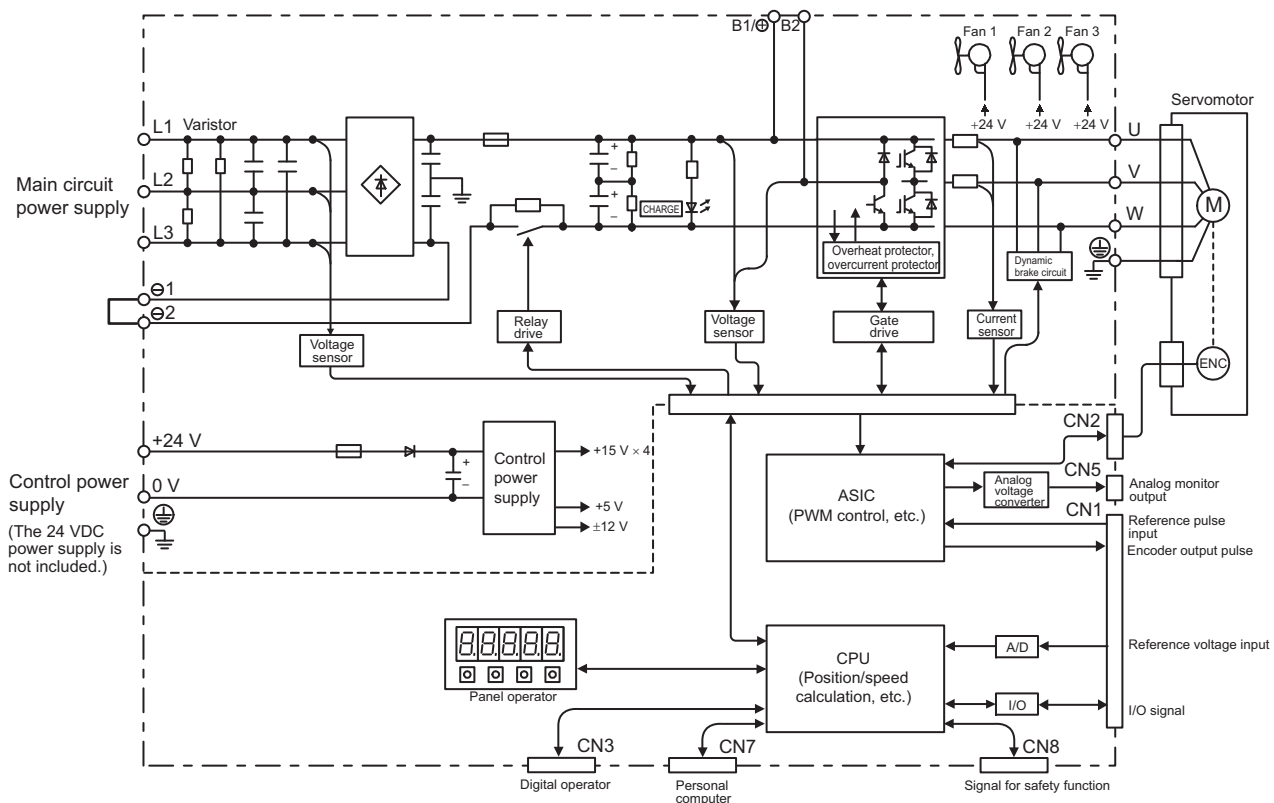 B1/⊕ B2
Fan 1
Fan 2
Fan 3
+24 V
+24 V
+24 V
Servomotor
L1
Varistor
U
L2
V
L3
W
Main circuit
power supply
+
–
+
–
CHARGE
M
Overheat protector,
overcurrent protector
Dynamic
brake circuit
⊖1
⊖2
Voltage
sensor
Relay
drive
Voltage
sensor
Gate
drive
Current
sensor
ENC
CN2
+24 V
+
–
Control
power
supply
+15 V × 4
+5 V
±12 V
Control power
supply
0 V
(The 24 VDC
power supply is
not included.)
ASIC
(PWM control, etc.)
Analog
voltage
converter
CN5
Analog monitor
output
CN1
Reference pulse
input
Encoder output pulse
8.8.8.8.8.
Panel operator
CPU
(Position/speed
calculation, etc.)
A/D
Reference voltage input
I/O
I/O signal
CN3
CN7
CN8
Digital operator
Personal
computer
Signal for safety function